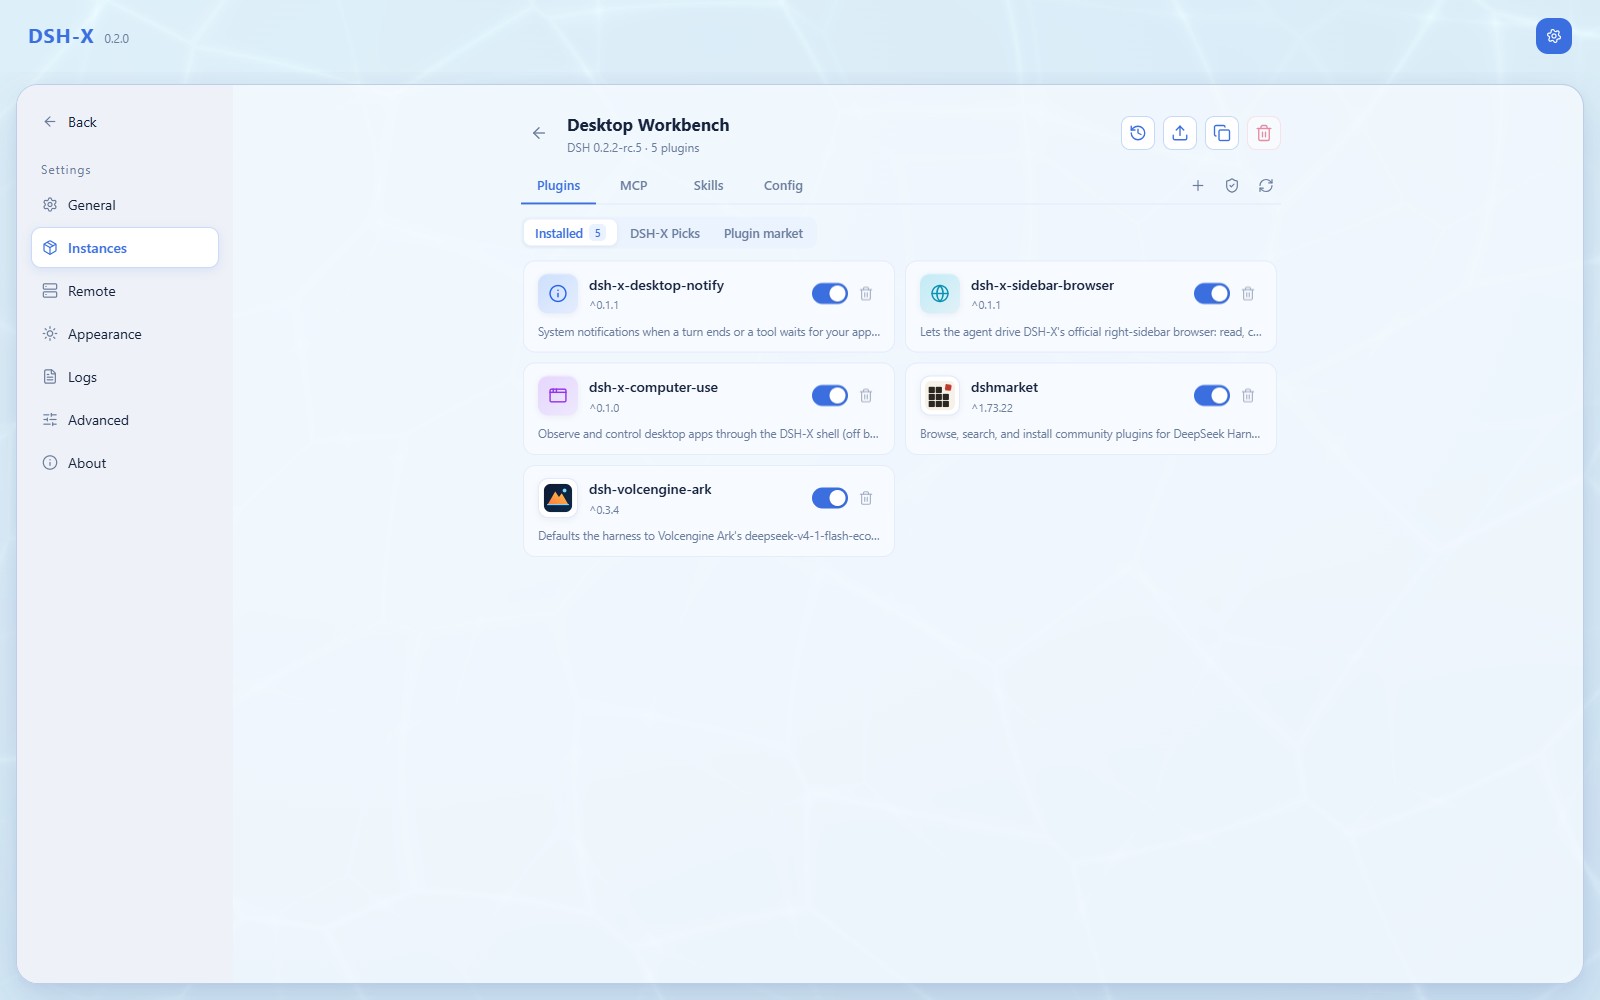 DSH-X 0.2.0
Back
Settings
General
Instances
Remote
Appearance
Logs
Advanced
About
Desktop Workbench
DSH 0.2.2-rc.5 · 5 plugins
Plugins MCP Skills Config
Installed 5 DSH-X Picks Plugin market
dsh-x-desktop-notify
^0.1.1
System notifications when a turn ends or a tool waits for your app...
dsh-x-sidebar-browser
^0.1.1
Lets the agent drive DSH-X's official right-sidebar browser: read, c...
dsh-x-computer-use
^0.1.0
Observe and control desktop apps through the DSH-X shell (off b...
dshmarket
^1.73.22
Browse, search, and install community plugins for DeepSeek Harn...
dsh-volcengine-ark
^0.3.4
Defaults the harness to Volcengine Ark's deepseek-v4-1-flash-eco...